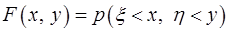 F(x, y) = p(ξ < x, η < y)